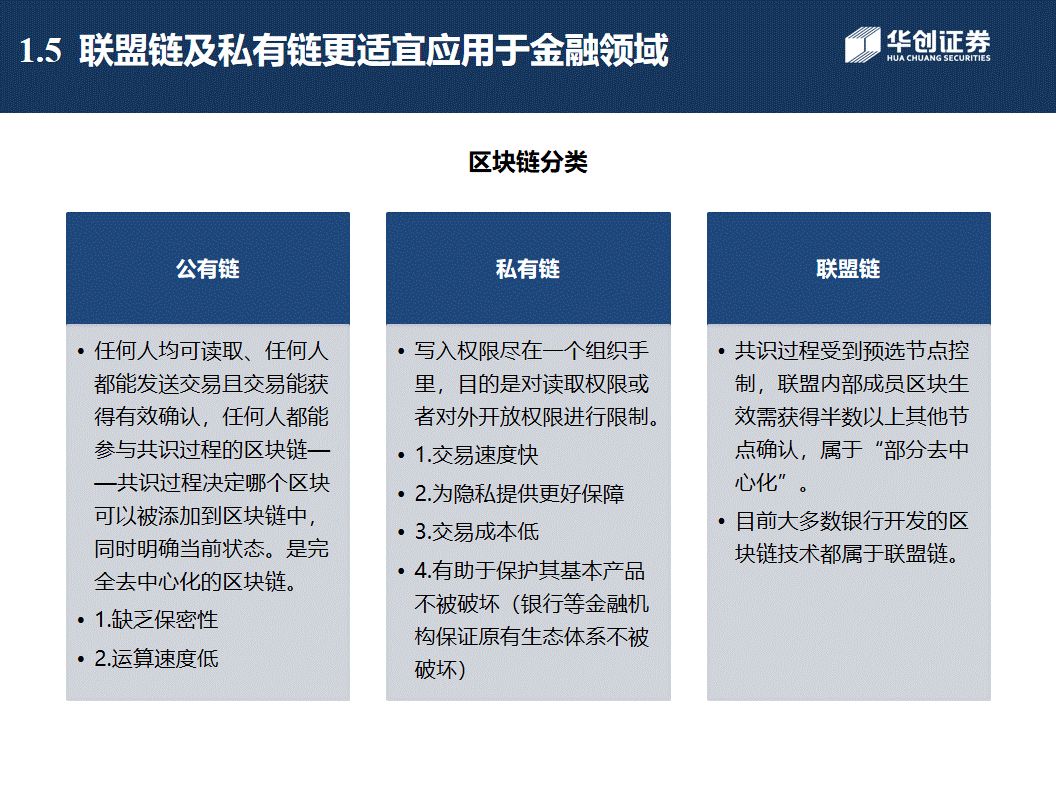 1.5 联盟链及私有链更适宜应用于金融领域
华创证券
HUA CHUANG SECURITIES
区块链分类
公有链
• 任何人均可读取、任何人
都能发送交易且交易能获
得有效确认，任何人都能
参与共识过程的区块链—
—共识过程决定哪个区块
可以被添加到区块链中，
同时明确当前状态。是完
全去中心化的区块链。
• 1.缺乏保密性
• 2.运算速度低
私有链
• 写入权限尽在一个组织手
里，目的是对读取权限或
者对外开放权限进行限制。
• 1.交易速度快
• 2.为隐私提供更好保障
• 3.交易成本低
• 4.有助于保护其基本产品
不被破坏（银行等金融机
构保证原有生态体系不被
破坏）
联盟链
• 共识过程受到预选节点控
制，联盟内部成员区块生
效需获得半数以上其他节
点确认，属于“部分去中
心化”。
• 目前大多数银行开发的区
块链技术都属于联盟链。